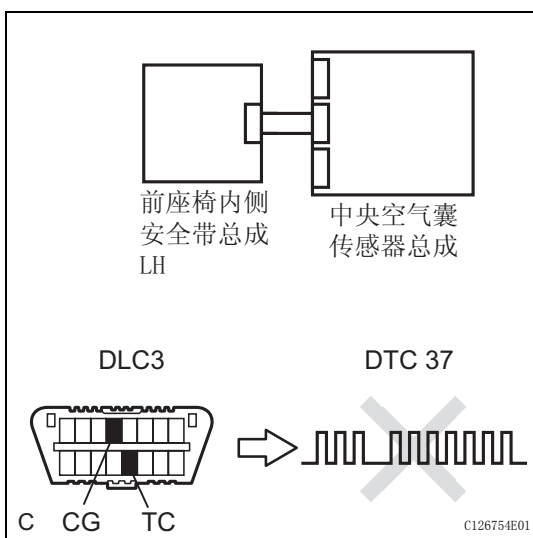 前座椅内侧
安全带总成
LH
中央空气囊
传感器总成
DLC3
DTC 37
C CG TC
C126754E01